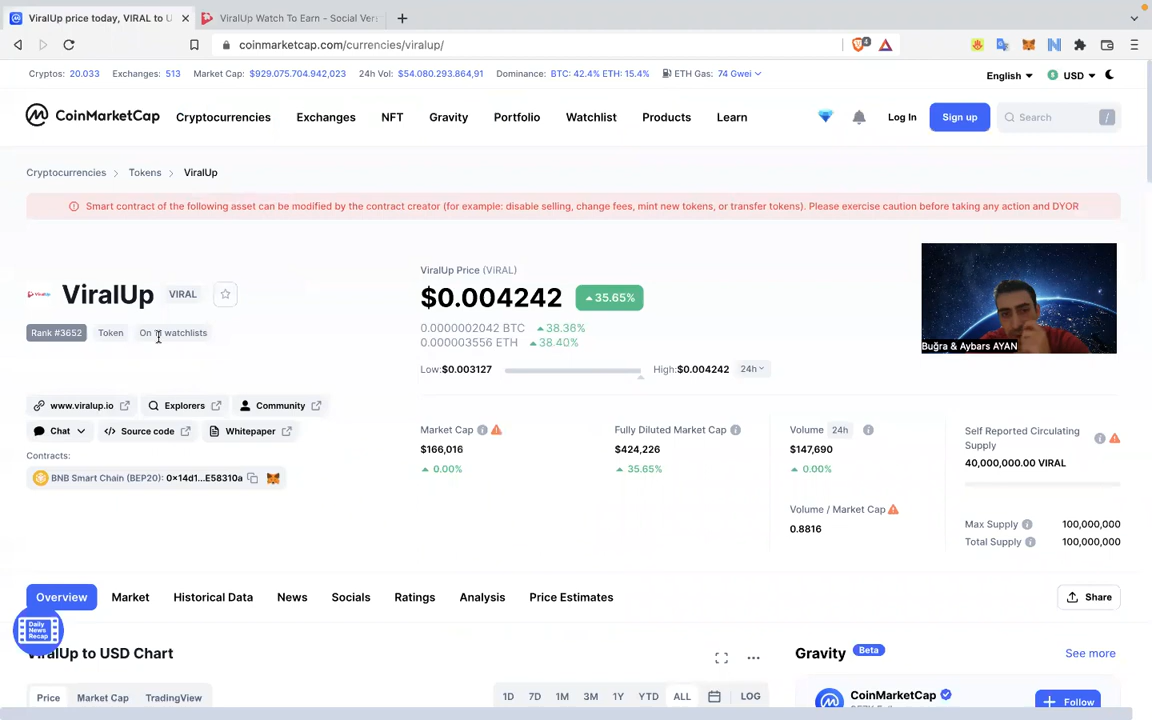 ViralUp price today, VIRAL to U
ViralUp Watch To Earn - Social Vers
coinmarketcap.com/currencies/viralup/
4
Cryptos: 20.033 Exchanges: 513 Market Cap: $929.075.704.942,023 24h Vol: $54.080.293.864,91 Dominance: BTC: 42.4% ETH: 15.4% ETH Gas: 74 Gwei
English USD
CoinMarketCap Cryptocurrencies Exchanges NFT Gravity Portfolio Watchlist Products Learn Log In Sign up Search /
Cryptocurrencies Tokens ViralUp
Smart contract of the following asset can be modified by the contract creator (for example: disable selling, change fees, mint new tokens, or transfer tokens). Please exercise caution before taking any action and DYOR
ViralUp VIRAL
Rank #3652 Token On watchlists
www.viralup.io Explorers Community
Chat Source code Whitepaper
Contracts:
BNB Smart Chain (BEP20): 0x14d1...E58310a
ViralUp Price (VIRAL)
$0.004242 35.65%
0.0000002042 BTC 38.36%
0.000003556 ETH 38.40%
Low:$0.003127 High:$0.004242 24h
Buğra & Aybars AYAN
Market Cap
$166,016
0.00%
Fully Diluted Market Cap
$424,226
35.65%
Volume 24h
$147,690
0.00%
Volume / Market Cap
0.8816
Self Reported Circulating
Supply
40,000,000.00 VIRAL
Max Supply 100,000,000
Total Supply 100,000,000
Overview Market Historical Data News Socials Ratings Analysis Price Estimates Share
Daily
News
Recap
ViralUp to USD Chart
Price Market Cap TradingView
1D 7D 1M 3M 1Y YTD ALL LOG
Gravity Beta See more
CoinMarketCap
Follow